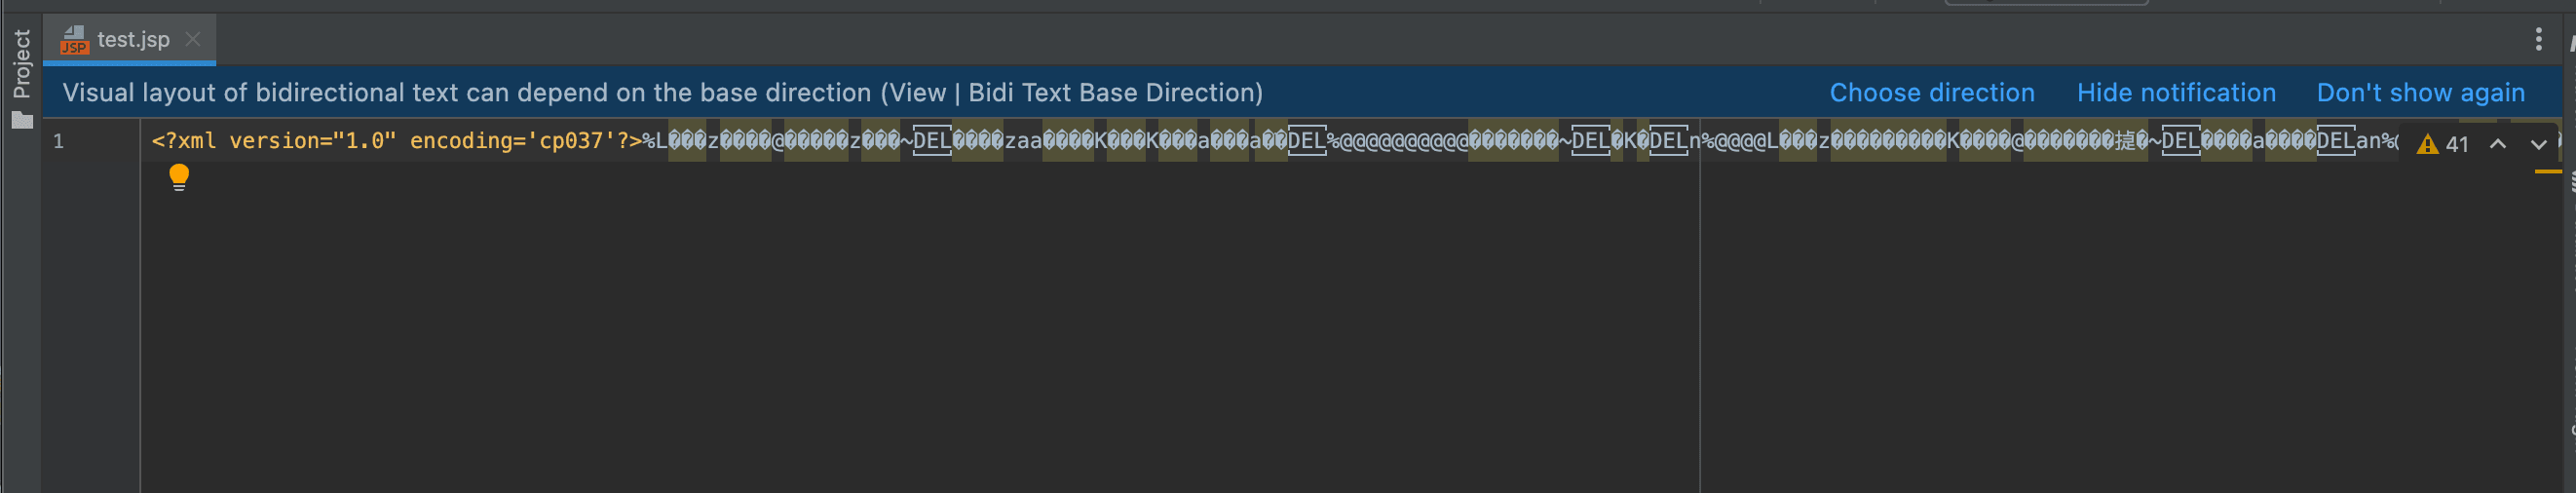 Project
test.jsp
Visual layout of bidirectional text can depend on the base direction (View | Bidi Text Base Direction)
Choose direction
Hide notification
Don't show again
1
<?xml version="1.0" encoding='cp037'?>%L���z����@�����z���~DEL����zaa����K���K���a���a��DEL%@@@@@@@@@@�������~DEL�K�DELn%@@@@L���z���������K����@�������㨗�~DEL����a����DELan%@
41